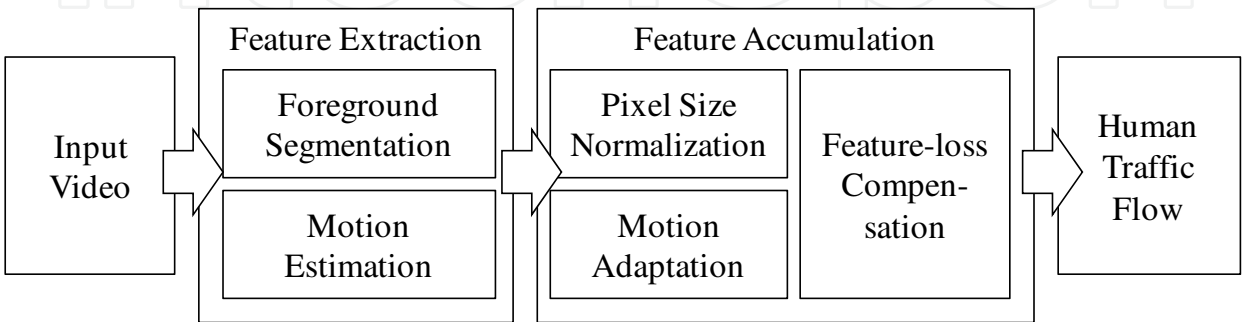 Feature Extraction
Feature Accumulation
Input
Video
Foreground
Segmentation
Motion
Estimation
Pixel Size
Normalization
Motion
Adaptation
Feature-loss
Compen-
sation
Human
Traffic
Flow